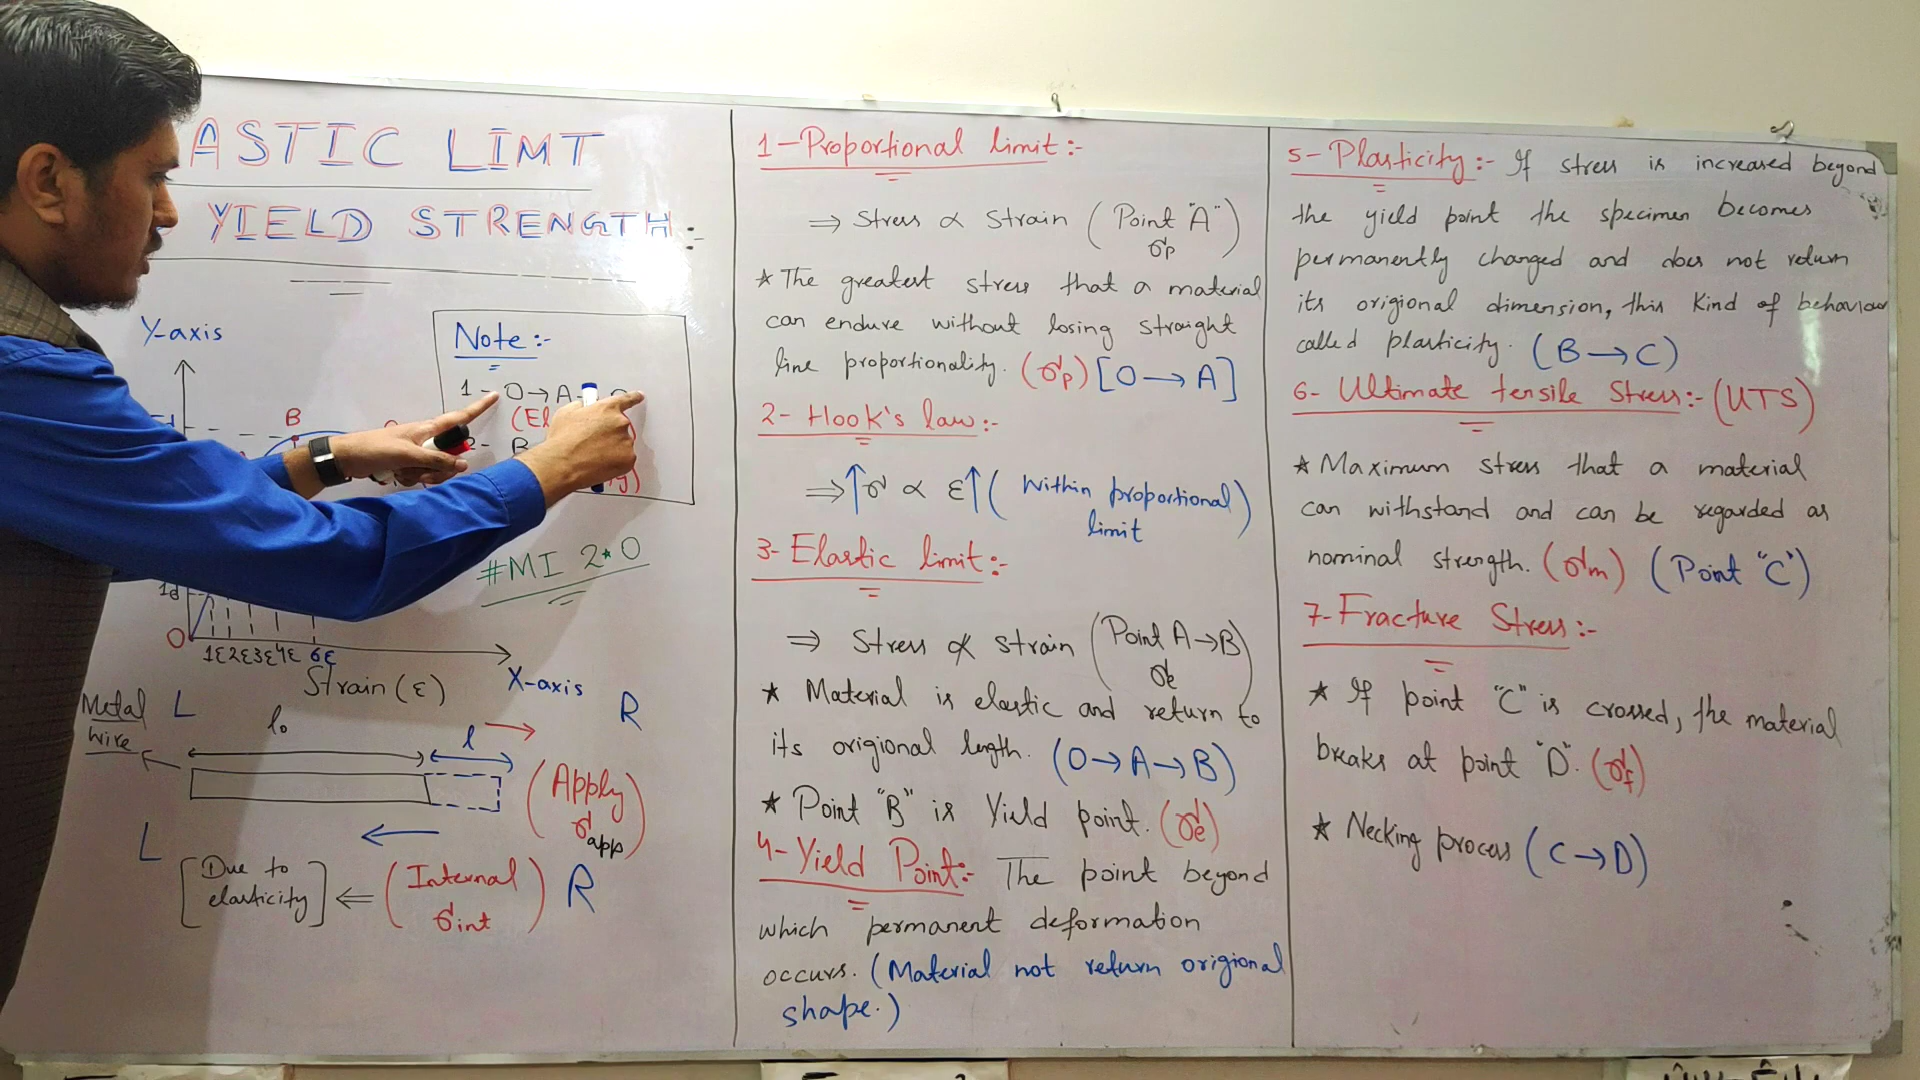 ASTIC LIMT
YIELD STRENGTH:-
Y-axis
B
Note:-
1- O→A
(El
2- B
y)
#MI 2.0
1σ
O
1ε 2ε 3ε 4ε 6ε
Strain (ε)
X-axis
Metal
wire
L
l₀
l
R
(Apply
σapp)
L
[Due to
elasticity]
⇐ (Internal
σint)
R
1-Proportional limit:-
⇒ Stress ∝ Strain (Point "A")
σp
* The greatest stress that a material
can endure without losing straight
line proportionality. (σp) [O→A]
2- Hook's law:-
⇒ ↑σ ∝ ε↑ (Within proportional
limit)
3- Elastic limit:-
⇒ Stress ∝̸ strain (Point A→B)
σe
* Material is elastic and return to
its origional length. (O→A→B)
* Point "B" is Yield point. (σe)
4-Yield Point:- The point beyond
which permanent deformation
occurs. (Material not return origional
shape.)
5- Plasticity:- If stress is increased beyond
the yield point the specimen becomes
permanently changed and does not return
its origional dimension, this Kind of behaviour
called plasticity. (B→C)
6- Ultimate tensile Stress:- (UTS)
* Maximum stress that a material
can withstand and can be regarded as
nominal strength. (σm) (Point "C")
7-Fracture Stress:-
* If point "C" is crossed, the material
breaks at point "D". (σf)
* Necking process (C→D)